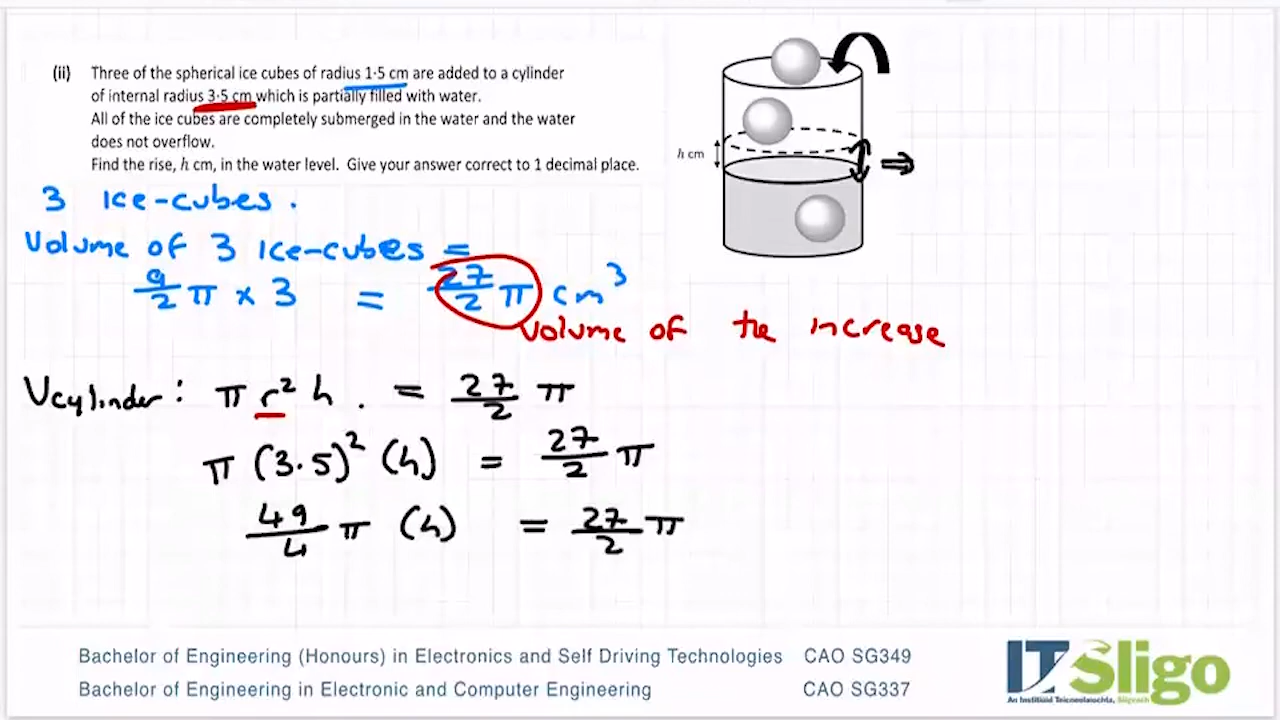 (ii) Three of the spherical ice cubes of radius 1·5 cm are added to a cylinder
of internal radius 3·5 cm which is partially filled with water.
All of the ice cubes are completely submerged in the water and the water
does not overflow.
Find the rise, h cm, in the water level. Give your answer correct to 1 decimal place.
h cm
3 Ice-cubes.
Volume of 3 Ice-cubes =
9/2 π × 3 = 27/2 π cm³
Volume of the increase
Vcylinder: π r² h . = 27/2 π
π (3.5)² (h) = 27/2 π
49/4 π (h) = 27/2 π
Bachelor of Engineering (Honours) in Electronics and Self Driving Technologies CAO SG349
Bachelor of Engineering in Electronic and Computer Engineering CAO SG337
IT Sligo
An Institiúid Teicneolaíochta, Sligeach